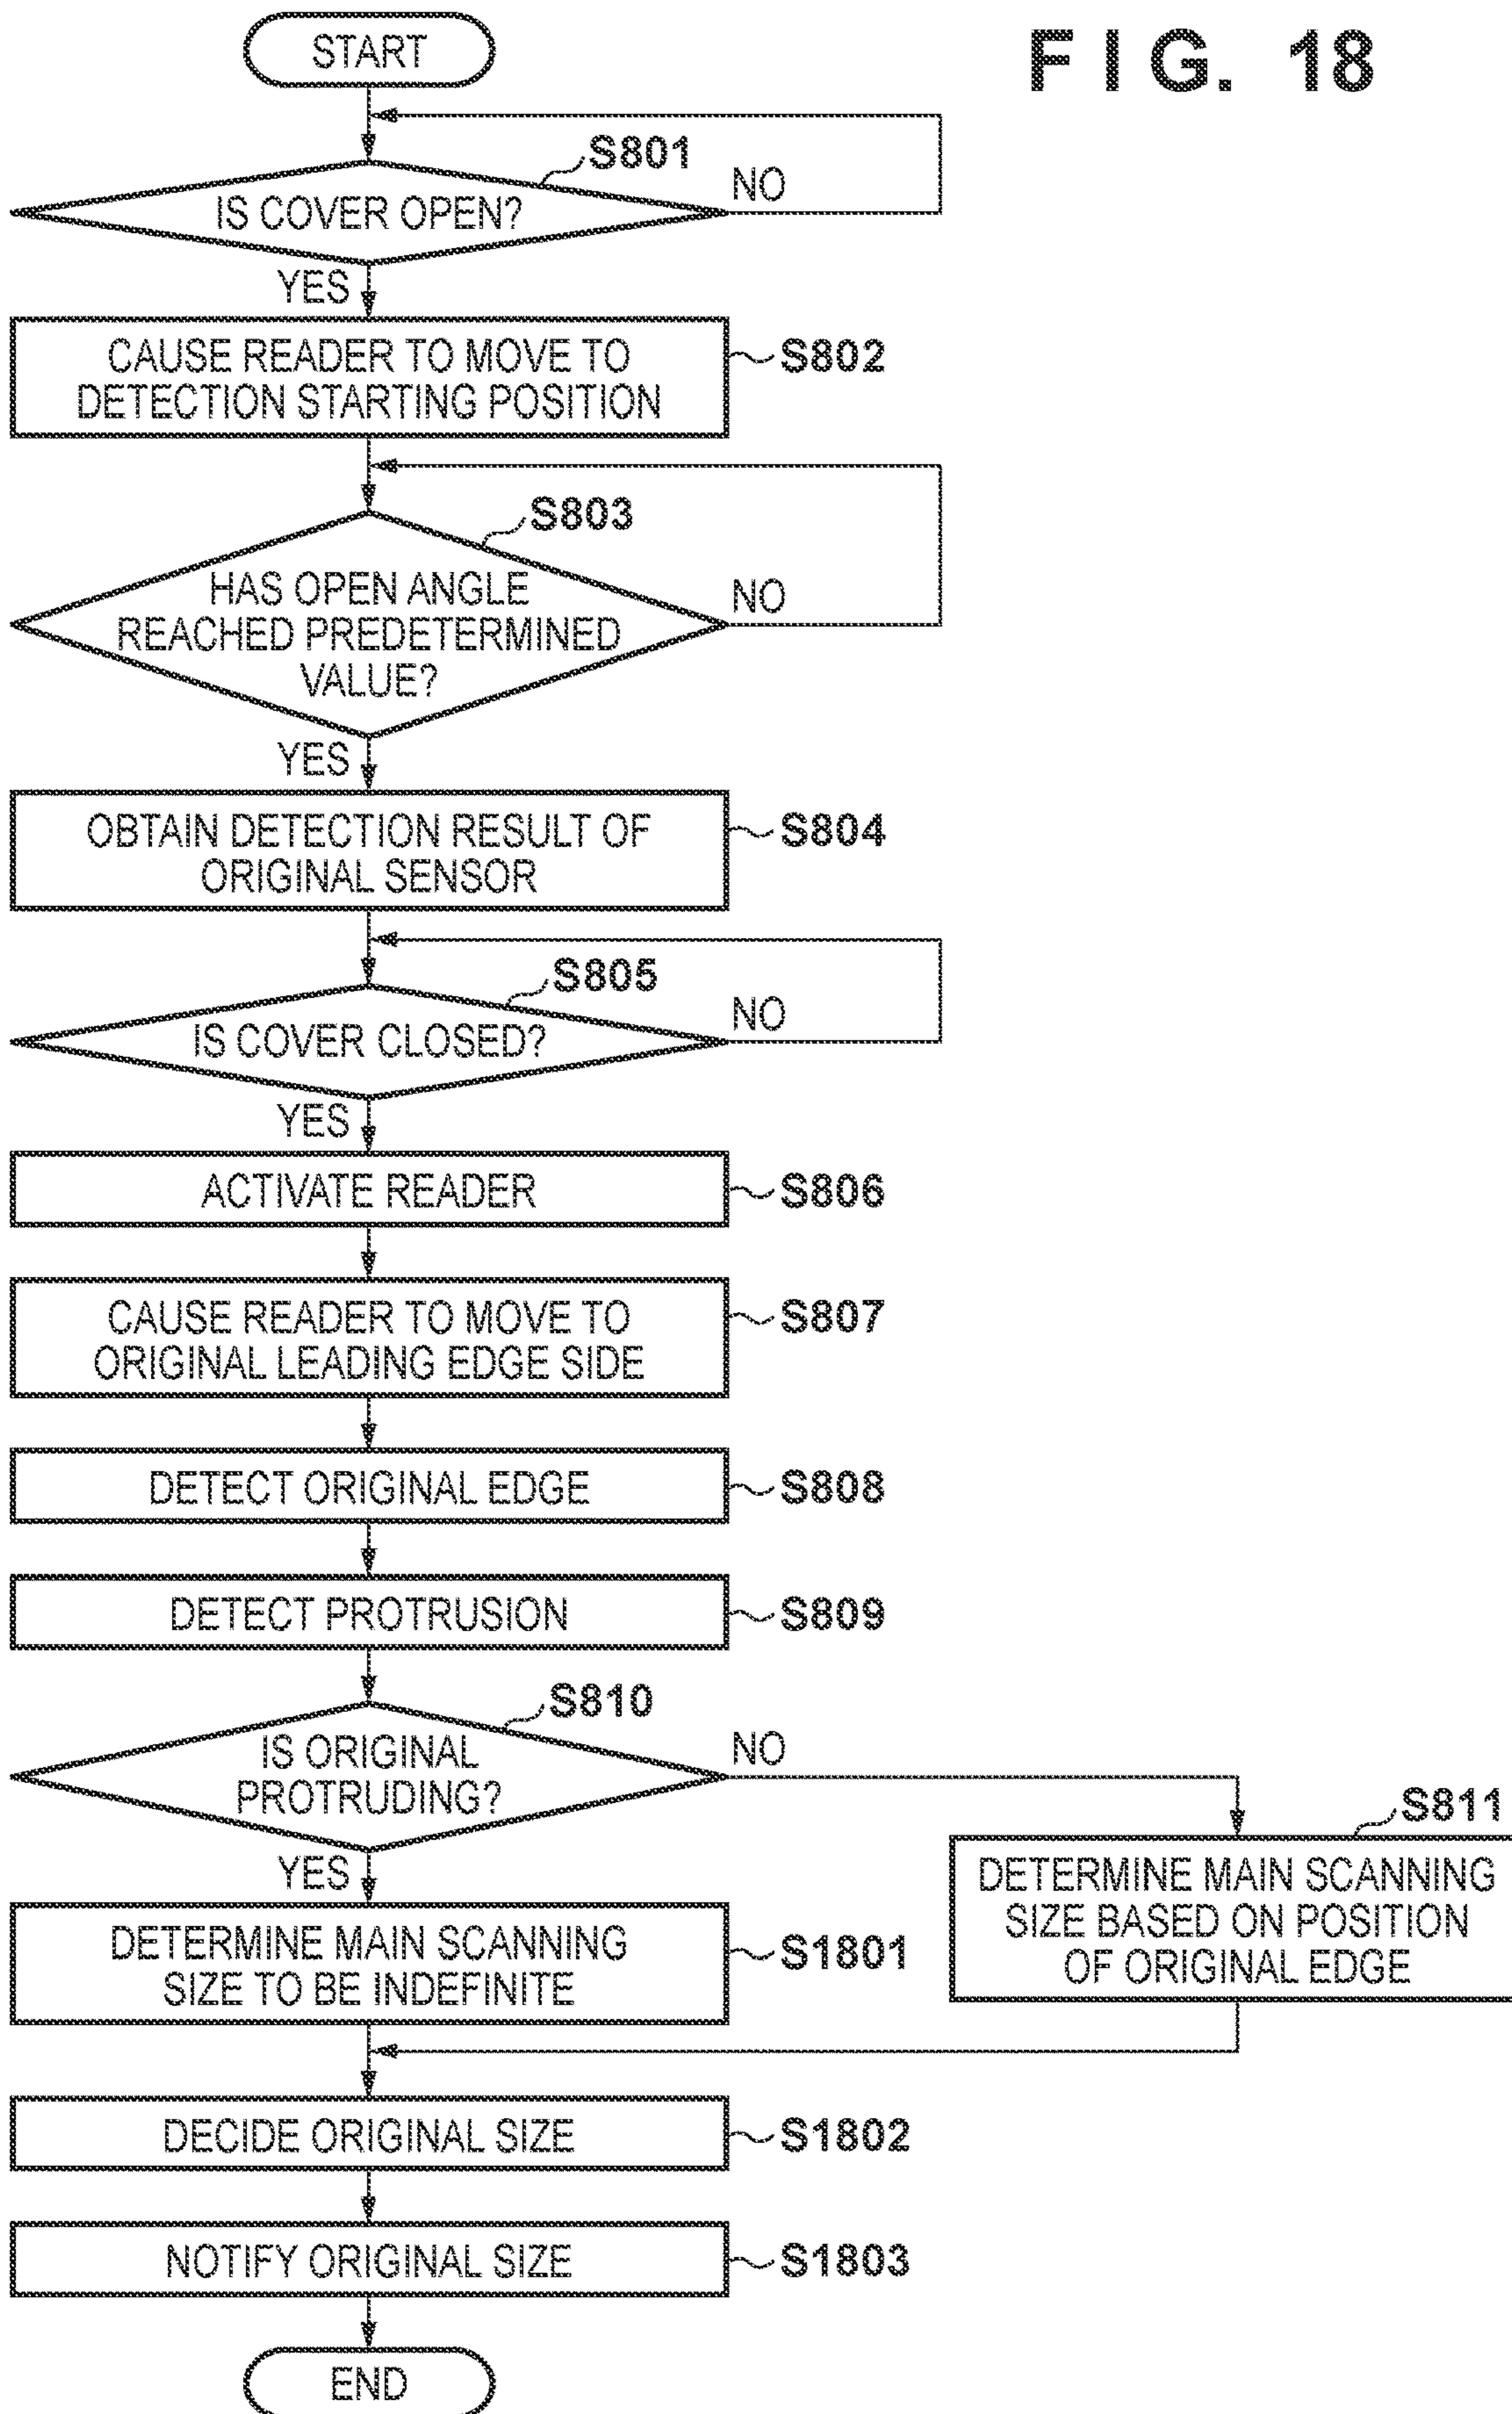 F I G. 18
START
S801
IS COVER OPEN?
NO
YES
CAUSE READER TO MOVE TO
DETECTION STARTING POSITION
S802
S803
HAS OPEN ANGLE
REACHED PREDETERMINED
VALUE?
NO
YES
OBTAIN DETECTION RESULT OF
ORIGINAL SENSOR
S804
S805
IS COVER CLOSED?
NO
YES
ACTIVATE READER
S806
CAUSE READER TO MOVE TO
ORIGINAL LEADING EDGE SIDE
S807
DETECT ORIGINAL EDGE
S808
DETECT PROTRUSION
S809
S810
IS ORIGINAL
PROTRUDING?
NO
YES
S811
DETERMINE MAIN SCANNING
SIZE BASED ON POSITION
OF ORIGINAL EDGE
DETERMINE MAIN SCANNING
SIZE TO BE INDEFINITE
S1801
DECIDE ORIGINAL SIZE
S1802
NOTIFY ORIGINAL SIZE
S1803
END